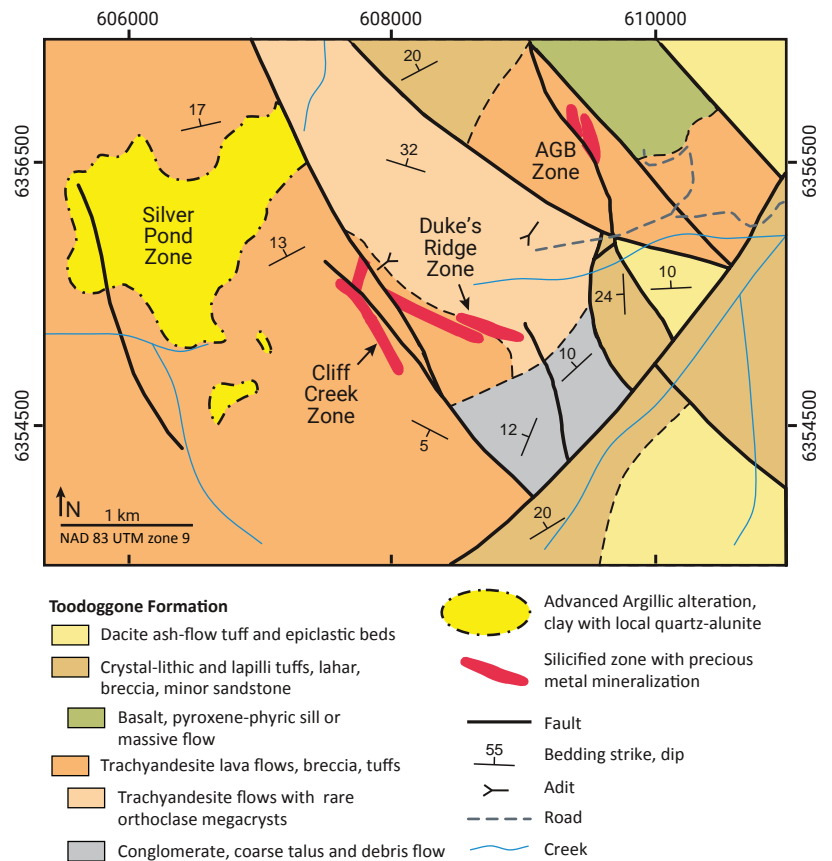 606000
608000
610000
6356500
6354500
6356500
6354500
20
17
32
13
24
10
10
12
5
20
AGB
Zone
Silver
Pond
Zone
Duke's
Ridge
Zone
Cliff
Creek
Zone
N
1 km
NAD 83 UTM zone 9
Toodoggone Formation
Dacite ash-flow tuff and epiclastic beds
Crystal-lithic and lapilli tuffs, lahar,
breccia, minor sandstone
Basalt, pyroxene-phyric sill or
massive flow
Trachyandesite lava flows, breccia, tuffs
Trachyandesite flows with rare
orthoclase megacrysts
Conglomerate, coarse talus and debris flow
Advanced Argillic alteration,
clay with local quartz-alunite
Silicified zone with precious
metal mineralization
Fault
55
Bedding strike, dip
Adit
Road
Creek